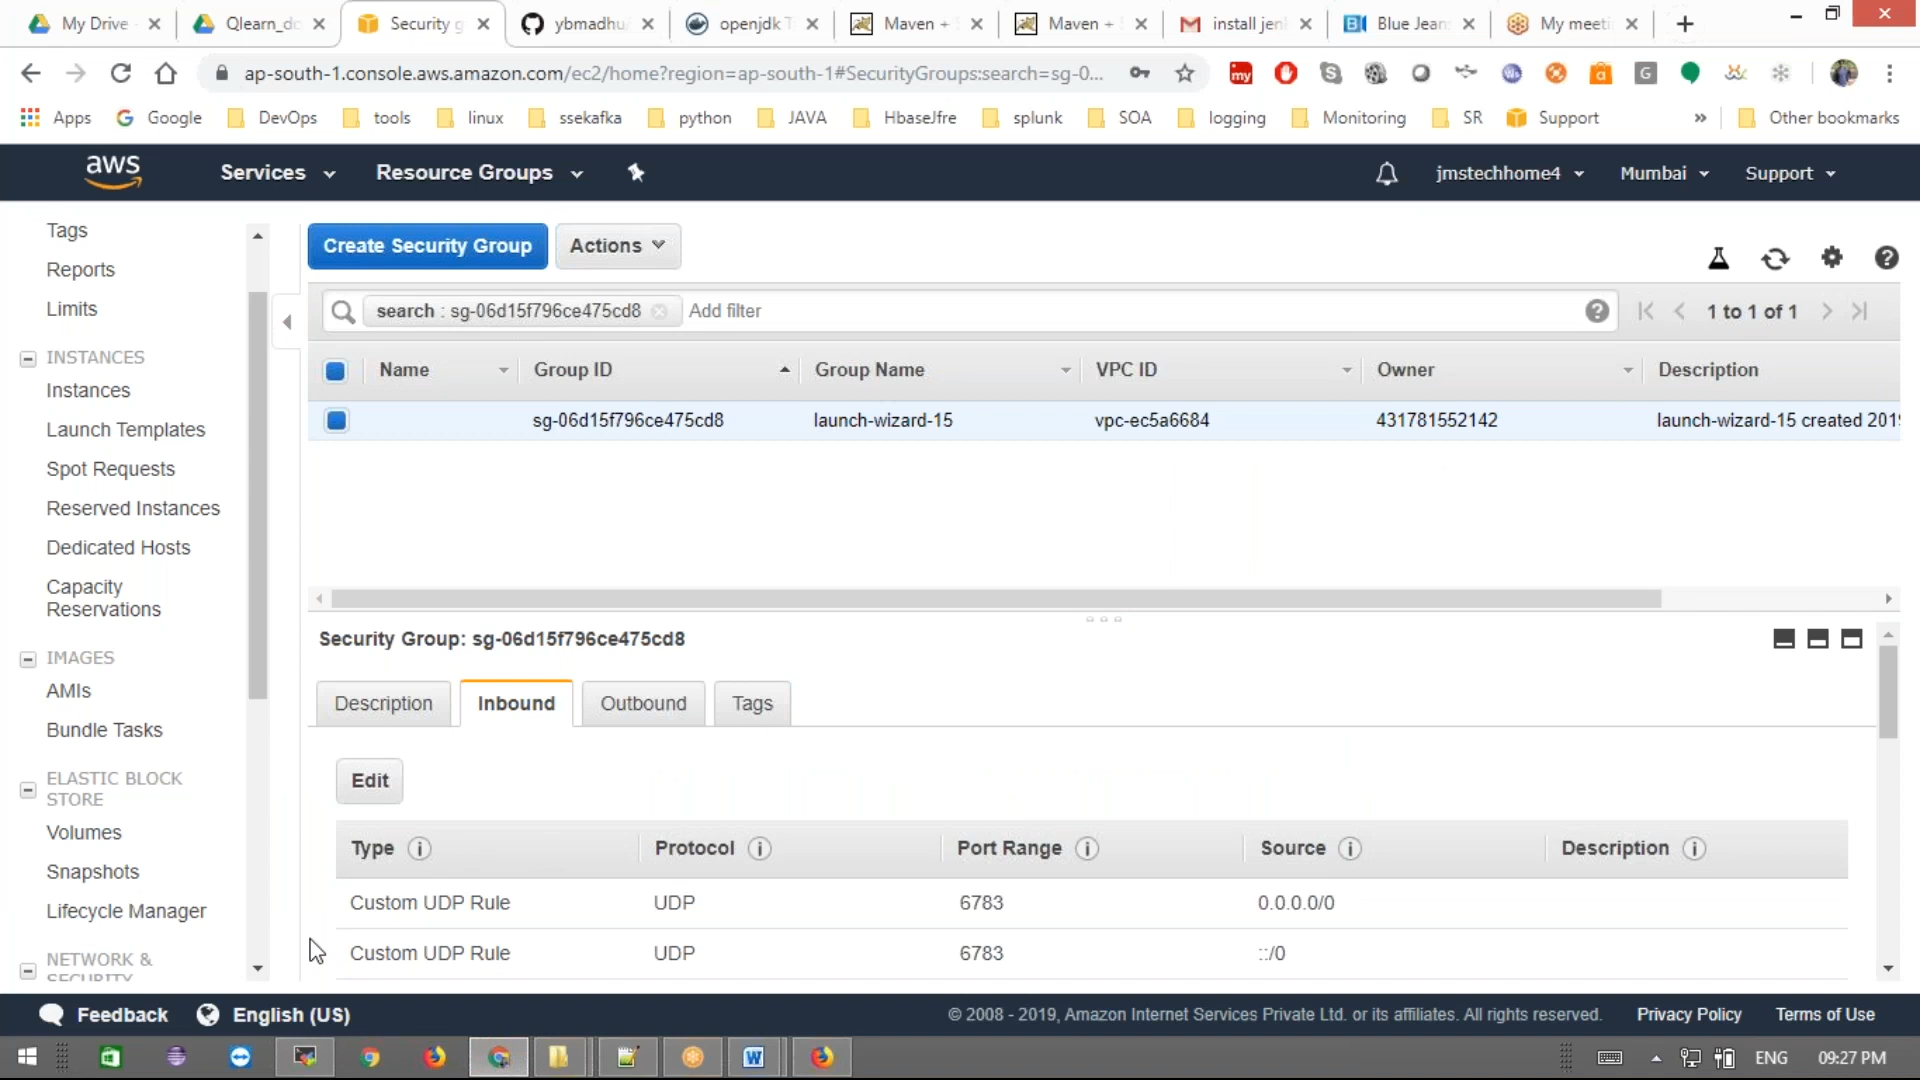 My Drive
Qlearn_do
Security g
ybmadhu/
openjdk T
Maven +
Maven +
install jenk
Blue Jean
My meeti
ap-south-1.console.aws.amazon.com/ec2/home?region=ap-south-1#SecurityGroups:search=sg-0...
Apps
Google
DevOps
tools
linux
ssekafka
python
JAVA
HbaseJfre
splunk
SOA
logging
Monitoring
SR
Support
»
Other bookmarks
aws
Services
Resource Groups
jmstechhome4
Mumbai
Support
Tags
Reports
Limits
INSTANCES
Instances
Launch Templates
Spot Requests
Reserved Instances
Dedicated Hosts
Capacity
Reservations
IMAGES
AMIs
Bundle Tasks
ELASTIC BLOCK
STORE
Volumes
Snapshots
Lifecycle Manager
NETWORK &
SECURITY
Create Security Group
Actions
search : sg-06d15f796ce475cd8
Add filter
1 to 1 of 1
Name
Group ID
Group Name
VPC ID
Owner
Description
sg-06d15f796ce475cd8
launch-wizard-15
vpc-ec5a6684
431781552142
launch-wizard-15 created 201
Security Group: sg-06d15f796ce475cd8
Description
Inbound
Outbound
Tags
Edit
Type
Protocol
Port Range
Source
Description
Custom UDP Rule
UDP
6783
0.0.0.0/0
Custom UDP Rule
UDP
6783
::/0
Feedback
English (US)
© 2008 - 2019, Amazon Internet Services Private Ltd. or its affiliates. All rights reserved.
Privacy Policy
Terms of Use
ENG
09:27 PM